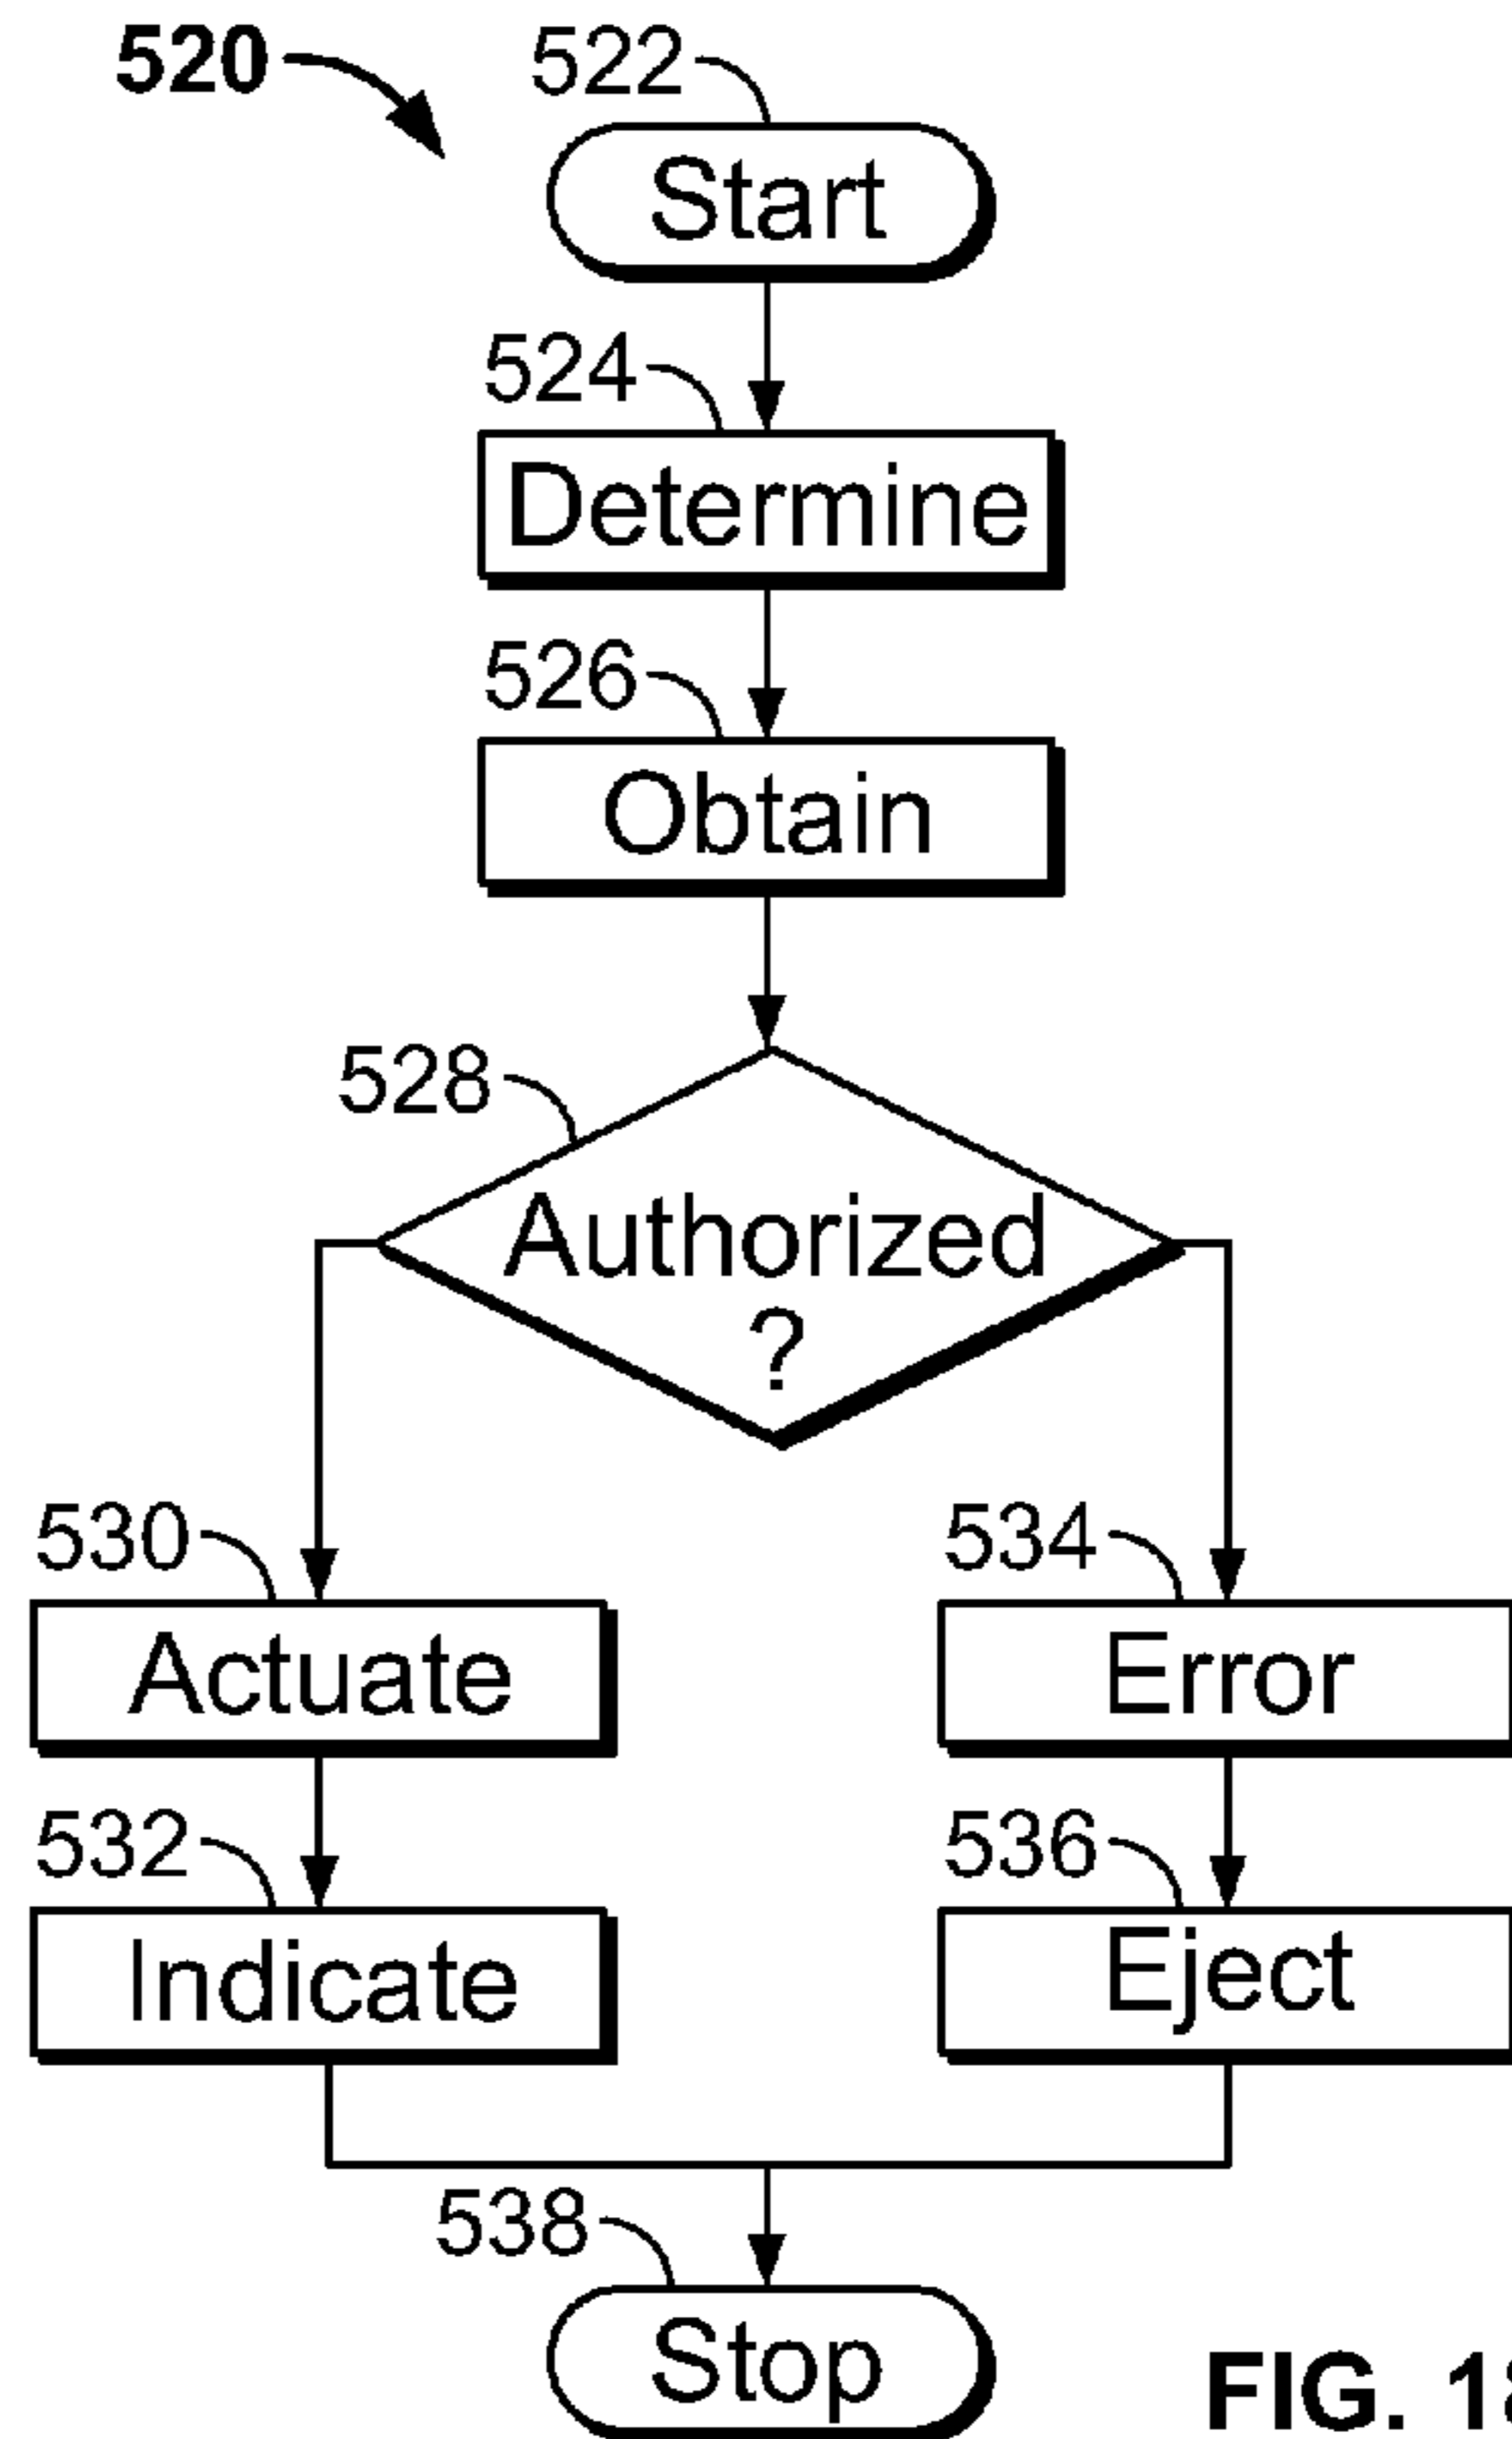 520
522
Start
524
Determine
526
Obtain
528
Authorized
?
530
Actuate
534
Error
532
Indicate
536
Eject
538
Stop
FIG.